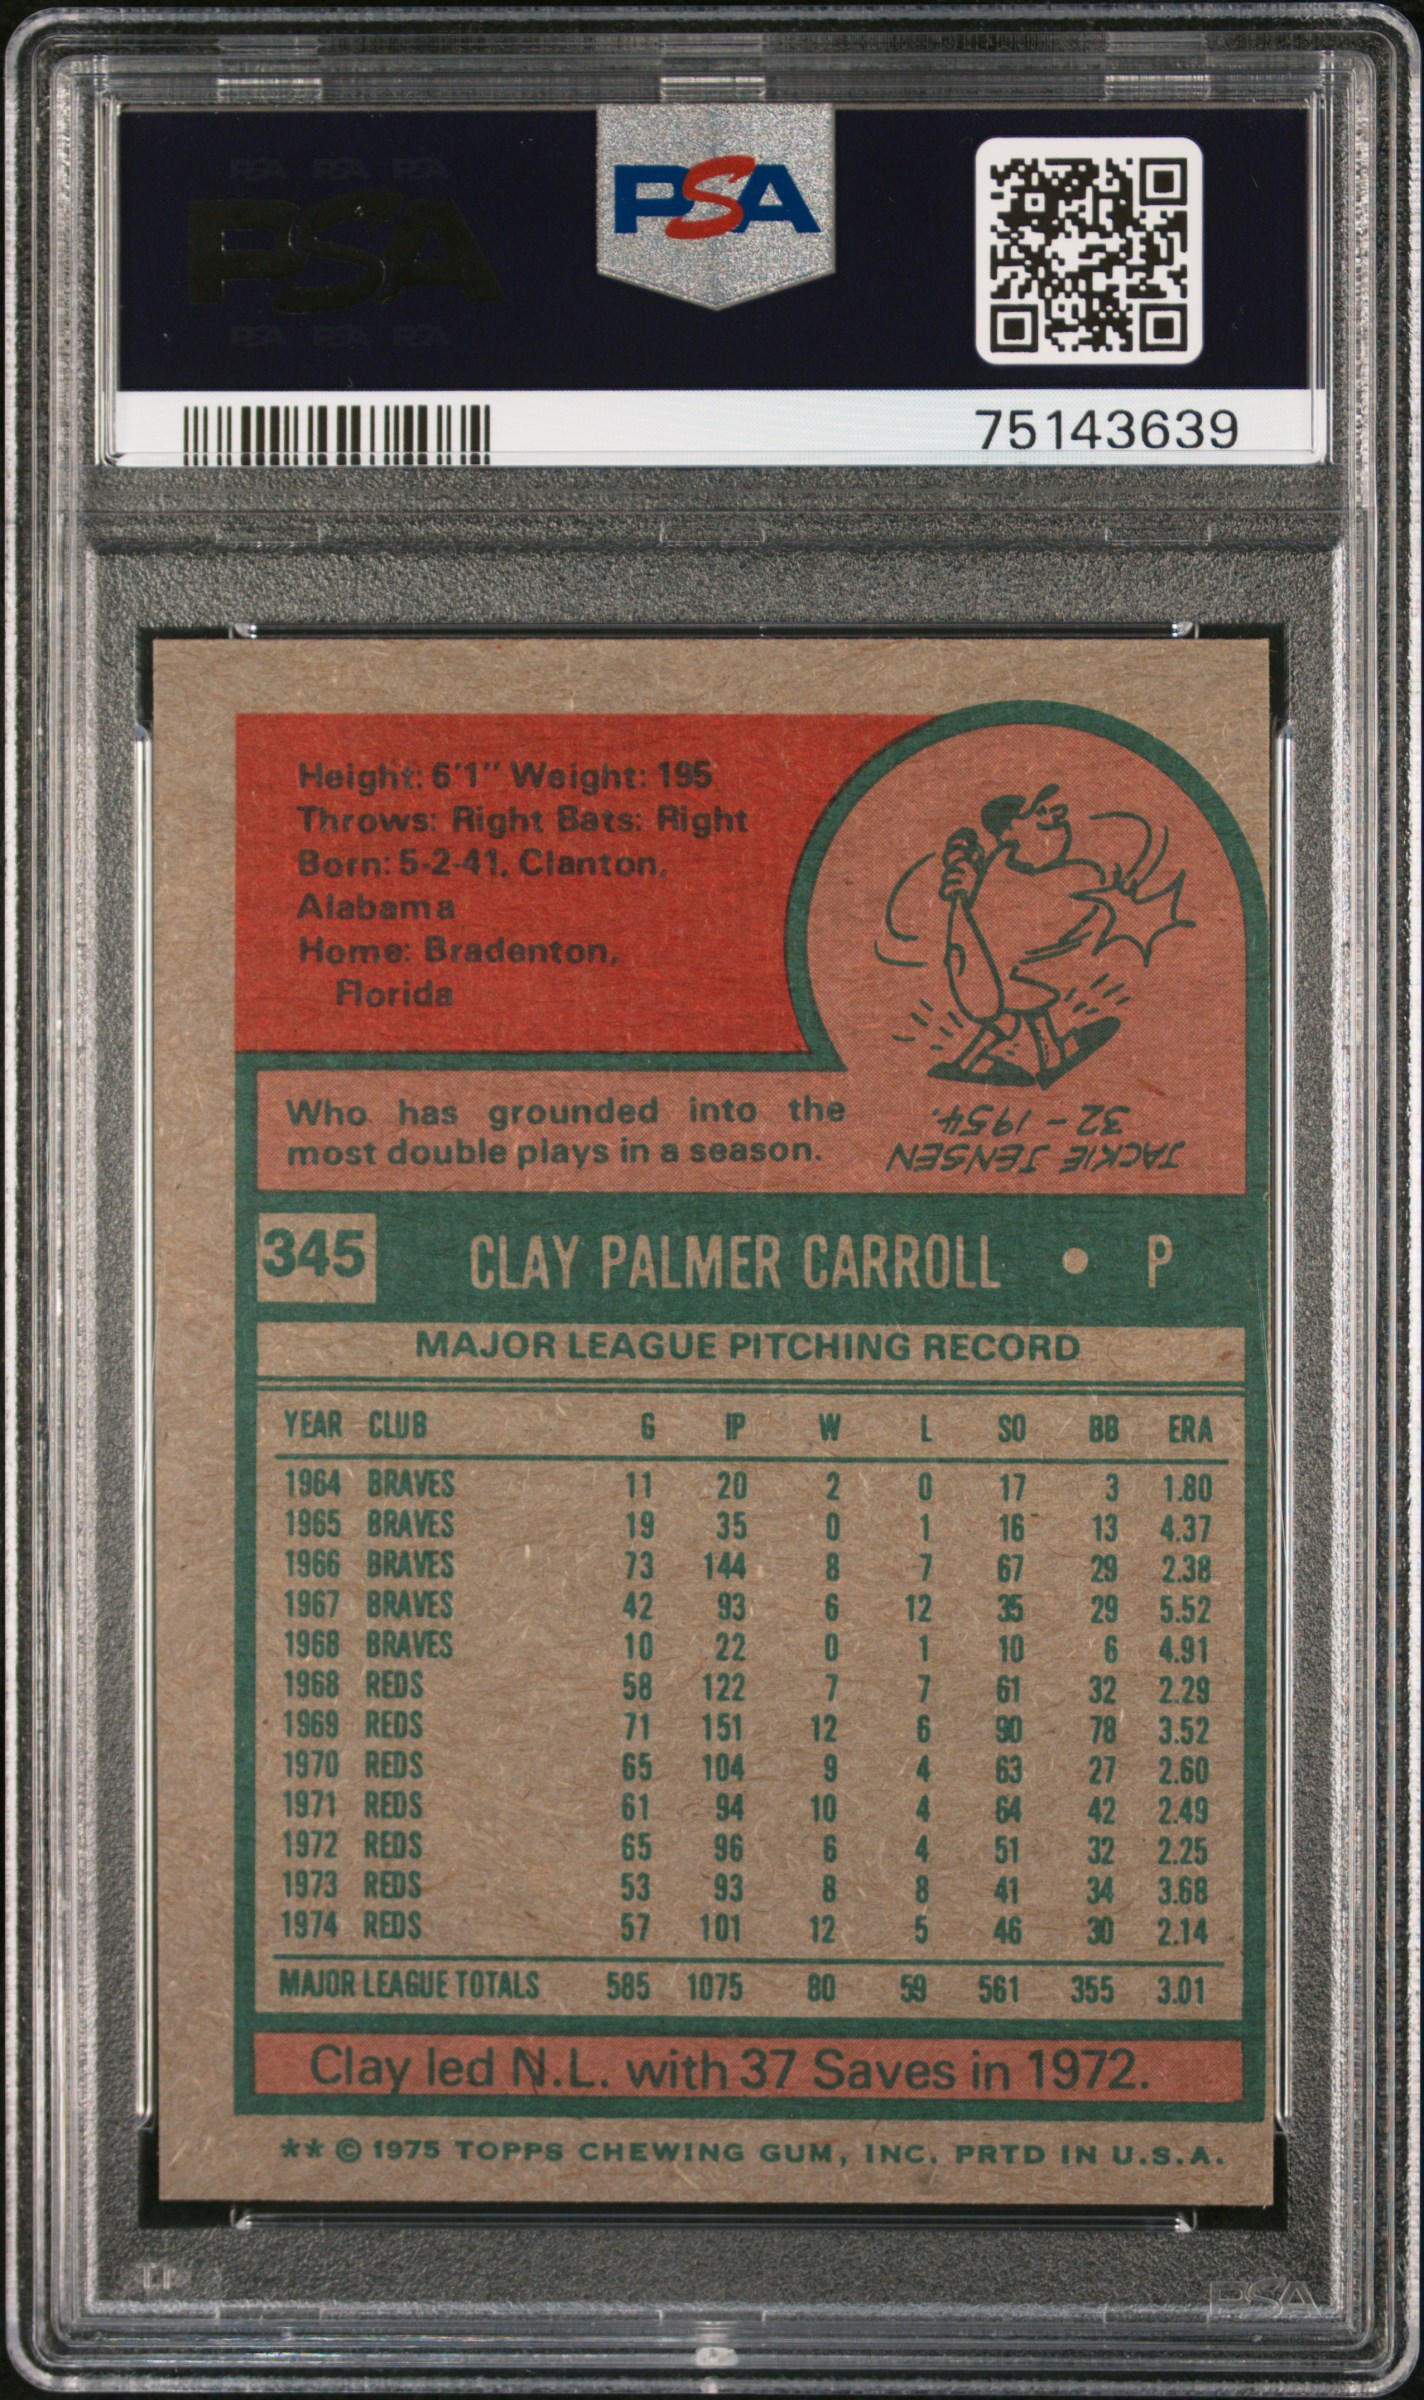 PSA PSA PSA
PSA
PSA PSA PSA
PSA
75143639
Height: 6'1" Weight: 195
Throws: Right Bats: Right
Born: 5-2-41, Clanton,
Alabama
Home: Bradenton,
Florida
Who has grounded into the
most double plays in a season.
JACKIE JENSEN
32 - 1954.
345 CLAY PALMER CARROLL • P
MAJOR LEAGUE PITCHING RECORD
YEAR CLUB G IP W L SO BB ERA
1964 BRAVES 11 20 2 0 17 3 1.80
1965 BRAVES 19 35 0 1 16 13 4.37
1966 BRAVES 73 144 8 7 67 29 2.38
1967 BRAVES 42 93 6 12 35 29 5.52
1968 BRAVES 10 22 0 1 10 6 4.91
1968 REDS 58 122 7 7 61 32 2.29
1969 REDS 71 151 12 6 90 78 3.52
1970 REDS 65 104 9 4 63 27 2.60
1971 REDS 61 94 10 4 64 42 2.49
1972 REDS 65 96 6 4 51 32 2.25
1973 REDS 53 93 8 8 41 34 3.68
1974 REDS 57 101 12 5 46 30 2.14
MAJOR LEAGUE TOTALS 585 1075 80 59 561 355 3.01
Clay led N.L. with 37 Saves in 1972.
** © 1975 TOPPS CHEWING GUM, INC. PRTD IN U.S.A.
PSA